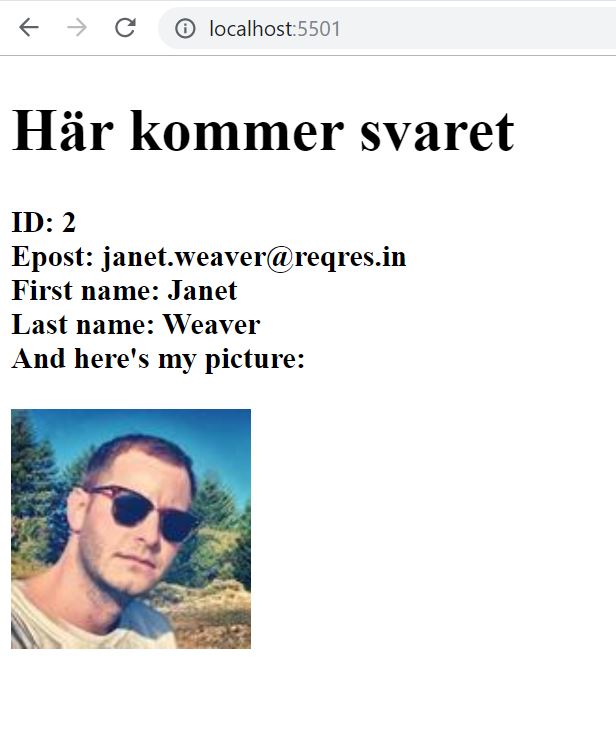 localhost:5501
Här kommer svaret
ID: 2
Epost: janet.weaver@reqres.in
First name: Janet
Last name: Weaver
And here's my picture: